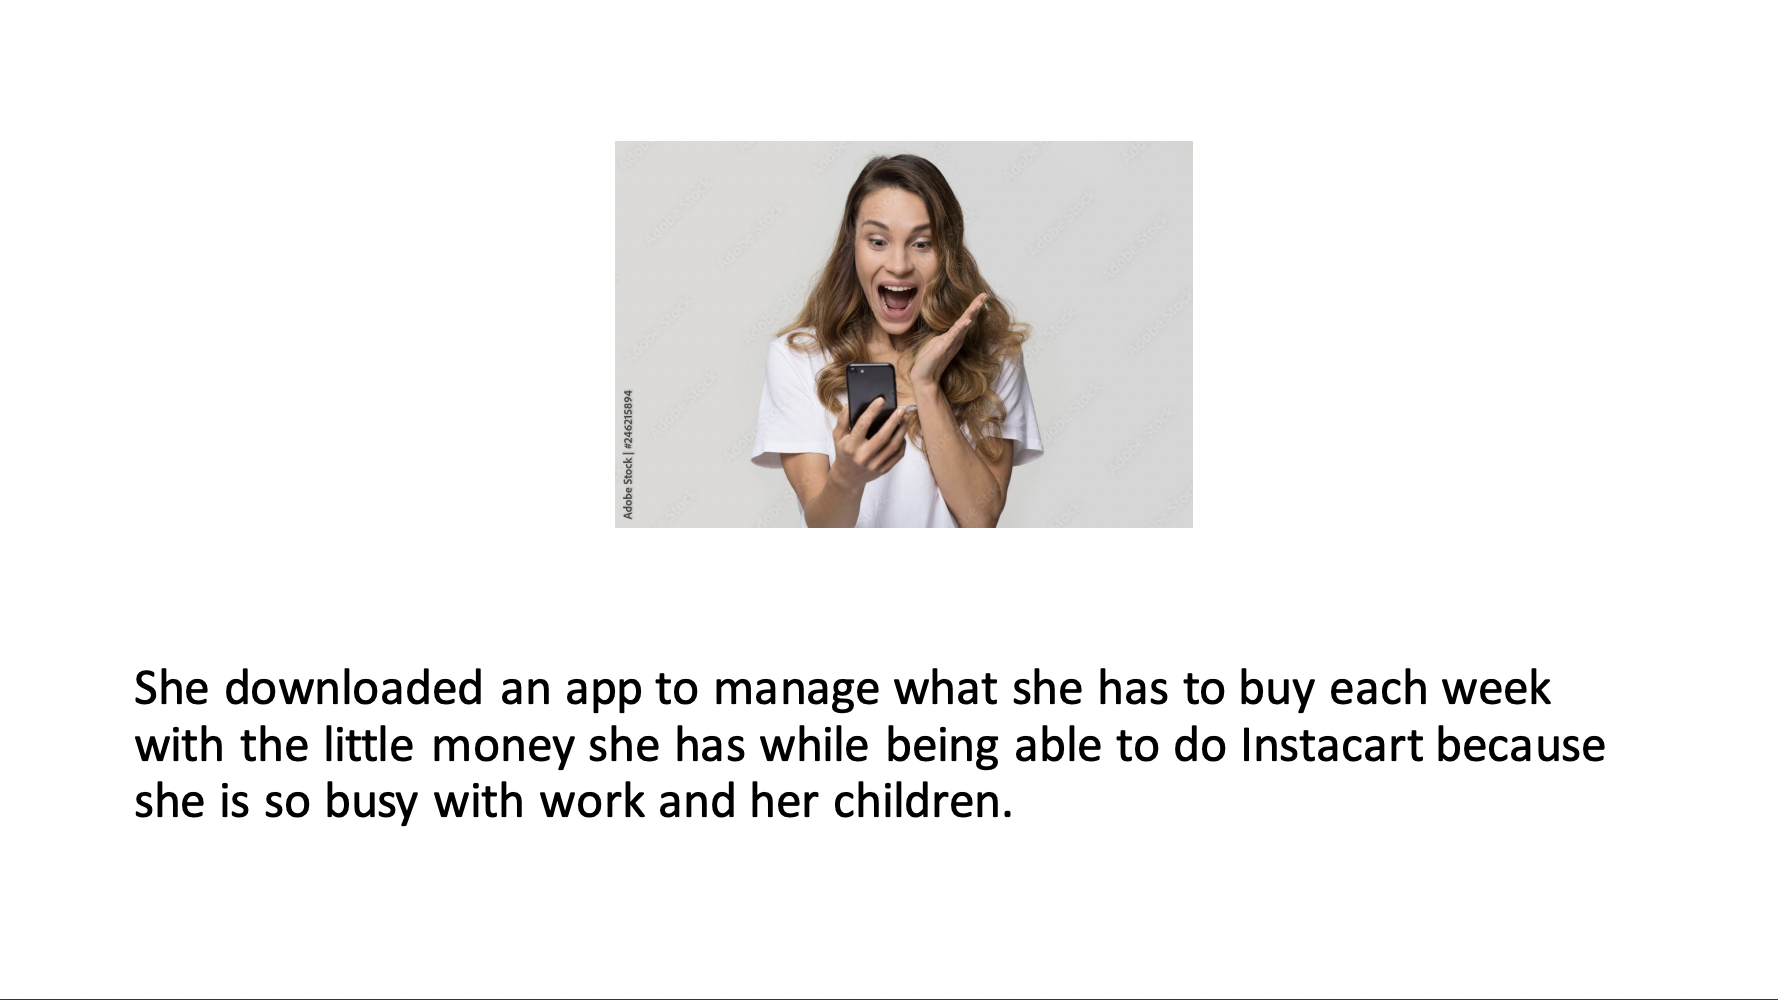 Adobe Stock | #246215894
She downloaded an app to manage what she has to buy each week
with the little money she has while being able to do Instacart because
she is so busy with work and her children.